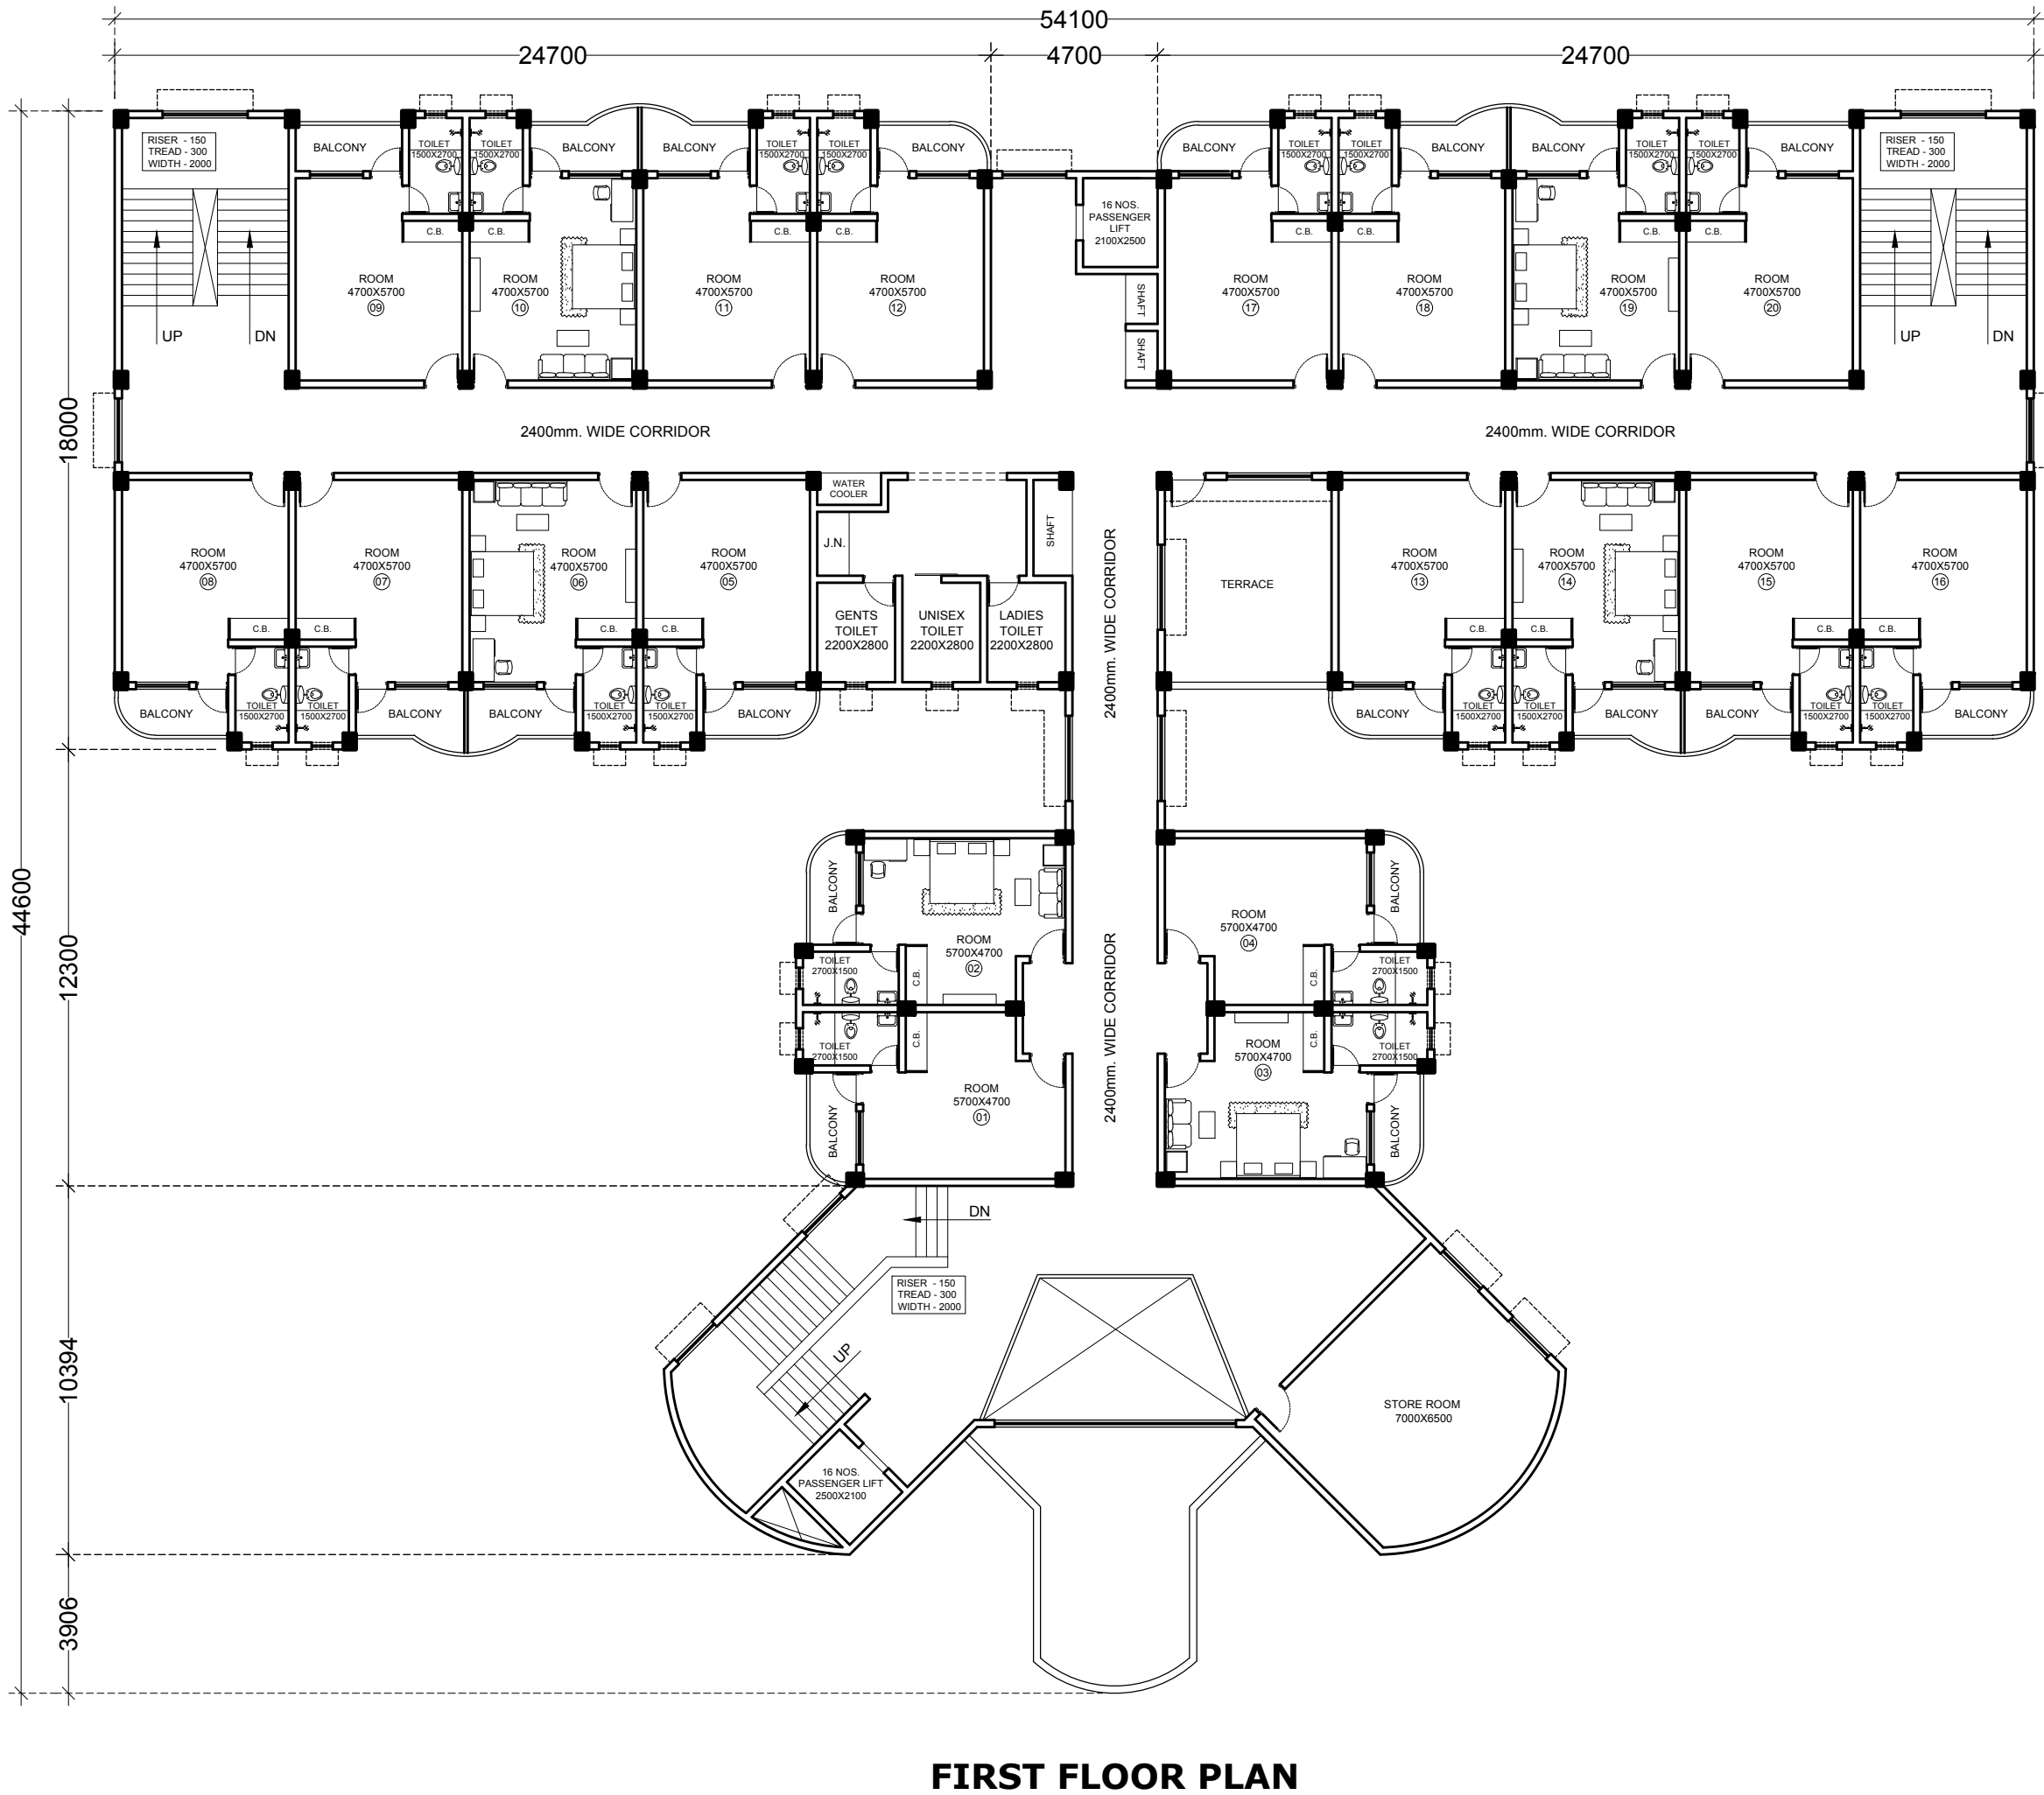 54100
24700
4700
24700
RISER - 150
TREAD - 300
WIDTH - 2000
BALCONY
TOILET
1500X2700
TOILET
1500X2700
BALCONY
BALCONY
TOILET
1500X2700
TOILET
1500X2700
BALCONY
BALCONY
TOILET
1500X2700
TOILET
1500X2700
BALCONY
BALCONY
TOILET
1500X2700
TOILET
1500X2700
BALCONY
RISER - 150
TREAD - 300
WIDTH - 2000
C.B.
C.B.
C.B.
C.B.
16 NOS.
PASSENGER
LIFT
2100X2500
C.B.
C.B.
C.B.
C.B.
UP
DN
ROOM
4700X5700
09
ROOM
4700X5700
10
ROOM
4700X5700
11
ROOM
4700X5700
12
SHAFT
SHAFT
ROOM
4700X5700
17
ROOM
4700X5700
18
ROOM
4700X5700
19
ROOM
4700X5700
20
UP
DN
18000
2400mm. WIDE CORRIDOR
2400mm. WIDE CORRIDOR
ROOM
4700X5700
08
ROOM
4700X5700
07
ROOM
4700X5700
06
ROOM
4700X5700
05
WATER
COOLER
J.N.
SHAFT
2400mm. WIDE CORRIDOR
TERRACE
ROOM
4700X5700
13
ROOM
4700X5700
14
ROOM
4700X5700
15
ROOM
4700X5700
16
C.B.
C.B.
C.B.
C.B.
GENTS
TOILET
2200X2800
UNISEX
TOILET
2200X2800
LADIES
TOILET
2200X2800
C.B.
C.B.
C.B.
C.B.
BALCONY
TOILET
1500X2700
TOILET
1500X2700
BALCONY
BALCONY
TOILET
1500X2700
TOILET
1500X2700
BALCONY
BALCONY
TOILET
1500X2700
TOILET
1500X2700
BALCONY
BALCONY
TOILET
1500X2700
TOILET
1500X2700
BALCONY
44600
12300
BALCONY
ROOM
5700X4700
02
TOILET
2700X1500
C.B.
2400mm. WIDE CORRIDOR
ROOM
5700X4700
04
BALCONY
C.B.
TOILET
2700X1500
TOILET
2700X1500
C.B.
ROOM
5700X4700
01
BALCONY
ROOM
5700X4700
03
C.B.
TOILET
2700X1500
BALCONY
DN
RISER - 150
TREAD - 300
WIDTH - 2000
10394
UP
STORE ROOM
7000X6500
16 NOS.
PASSENGER LIFT
2500X2100
3906
FIRST FLOOR PLAN